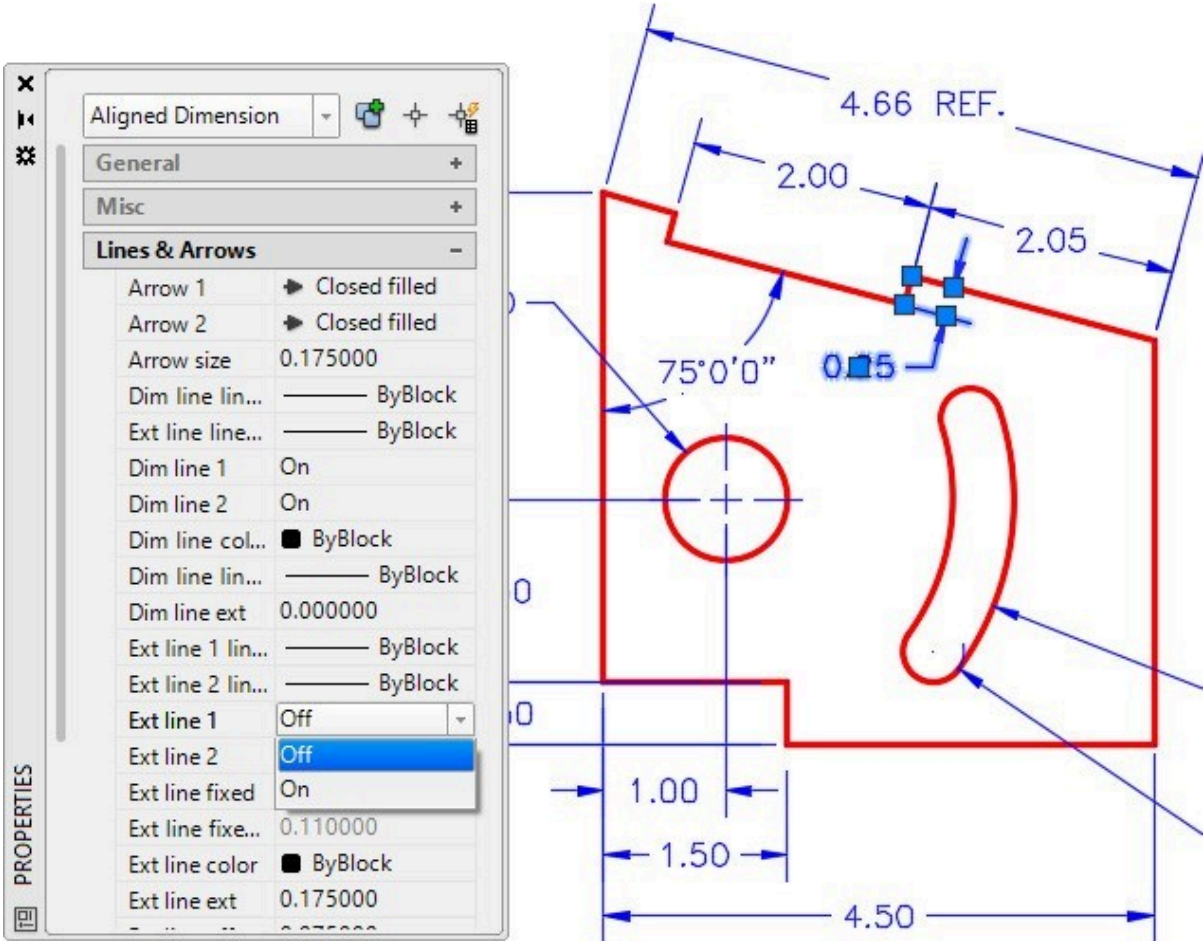 Aligned Dimension
General +
Misc +
Lines & Arrows −
Arrow 1 Closed filled
Arrow 2 Closed filled
Arrow size 0.175000
Dim line lin... ByBlock
Ext line line... ByBlock
Dim line 1 On
Dim line 2 On
Dim line col... ByBlock
Dim line lin... ByBlock
Dim line ext 0.000000
Ext line 1 lin... ByBlock
Ext line 2 lin... ByBlock
Ext line 1 Off
Ext line 2 Off
Ext line fixed On
Ext line fixe... 0.110000
Ext line color ByBlock
Ext line ext 0.175000
PROPERTIES
4.66 REF.
2.00
2.05
75°0'0"
1.00
1.50
4.50